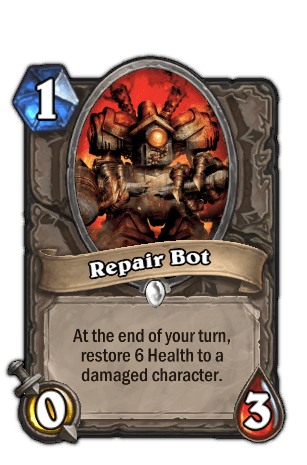 1
Repair Bot
At the end of your turn,
restore 6 Health to a
damaged character.
0
3